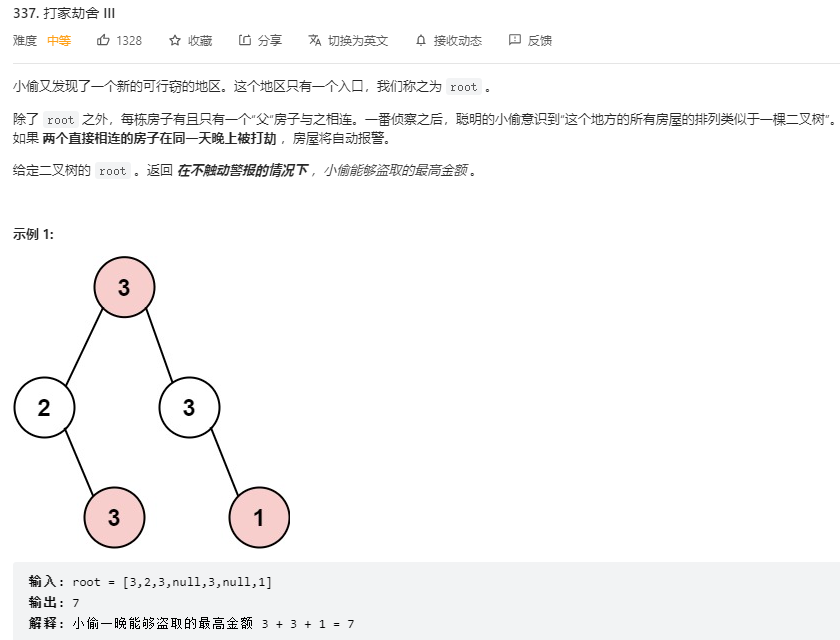 337. 打家劫舍 III
难度 中等 1328 收藏 分享 切换为英文 接收动态 反馈
小偷又发现了一个新的可行窃的地区。这个地区只有一个入口，我们称之为 root 。
除了 root 之外，每栋房子有且只有一个“父“房子与之相连。一番侦察之后，聪明的小偷意识到“这个地方的所有房屋的排列类似于一棵二叉树”。
如果 两个直接相连的房子在同一天晚上被打劫 ，房屋将自动报警。
给定二叉树的 root 。返回 在不触动警报的情况下 ，小偷能够盗取的最高金额 。
示例 1:
3
2 3
3 1
输入: root = [3,2,3,null,3,null,1]
输出: 7
解释: 小偷一晚能够盗取的最高金额 3 + 3 + 1 = 7